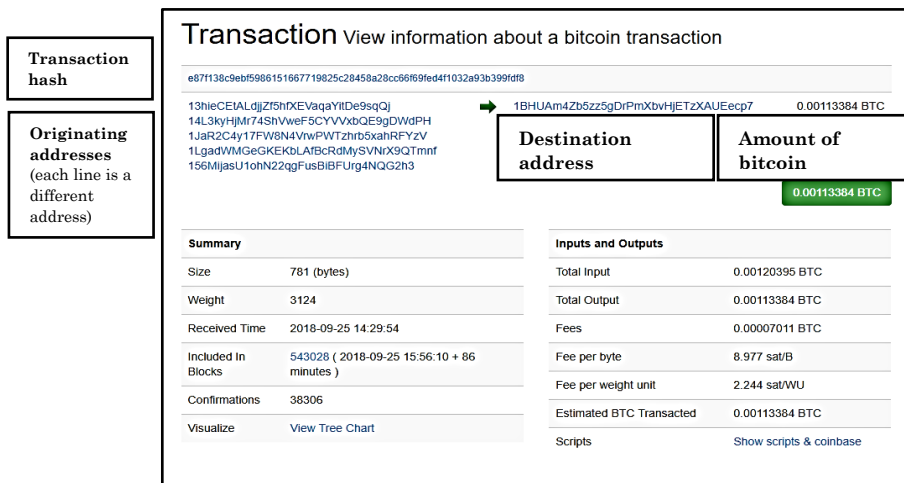 Transaction View information about a bitcoin transaction
Transaction
hash
e87f138c9ebf5986151667719825c28458a28cc66f69fed4f1032a93b399fdf8
Originating
addresses
(each line is a
different
address)
13hieCEtALdjjZf5hfXEVaqaYitDe9sqQj
14L3kyHjMr74ShVweF5CYVVxbQE9gDWdPH
1JaR2C4y17FW8N4VrwPWTzhrb5xahRFYzV
1LgadWMGeGKEKbLAfBcRdMySVNrX9QTmnf
156MijasU1ohN22qgFusBiBFUrg4NQG2h3
1BHUAm4Zb5zz5gDrPmXbvHjETzXAUEecp7 0.00113384 BTC
Destination
address
Amount of
bitcoin
0.00113384 BTC
Summary
Size 781 (bytes)
Weight 3124
Received Time 2018-09-25 14:29:54
Included In
Blocks
543028 ( 2018-09-25 15:56:10 + 86
minutes )
Confirmations 38306
Visualize View Tree Chart
Inputs and Outputs
Total Input 0.00120395 BTC
Total Output 0.00113384 BTC
Fees 0.00007011 BTC
Fee per byte 8.977 sat/B
Fee per weight unit 2.244 sat/WU
Estimated BTC Transacted 0.00113384 BTC
Scripts Show scripts & coinbase